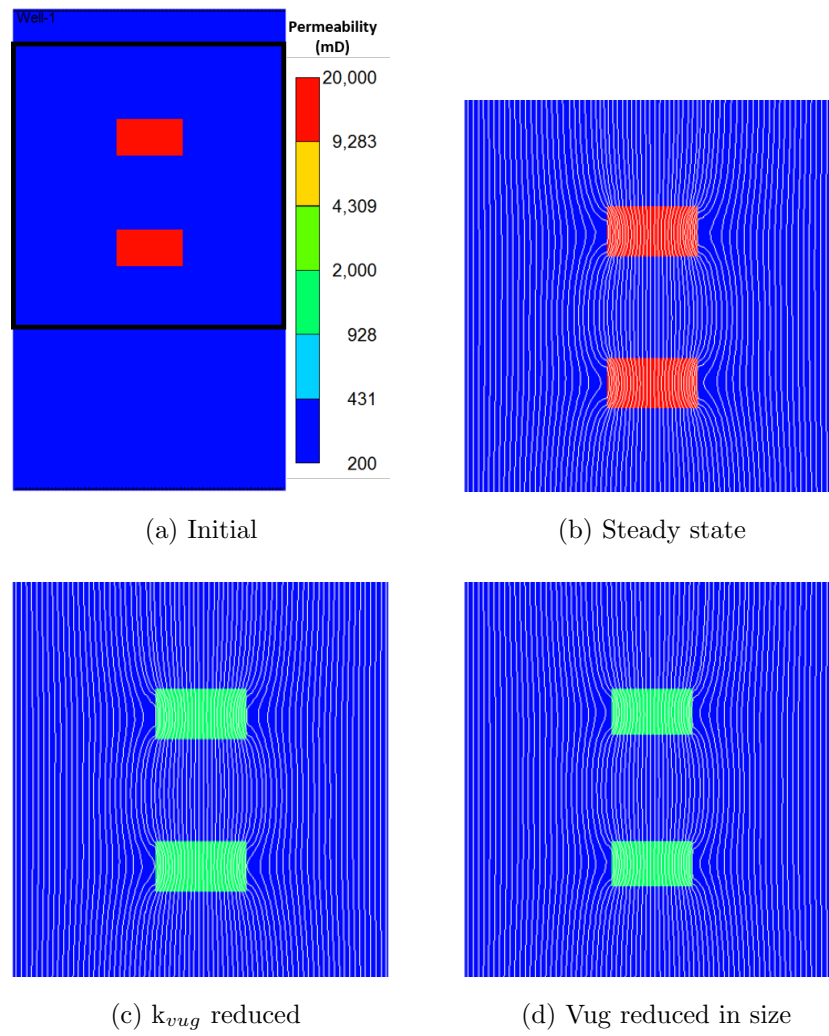 Well-1
Permeability
(mD)
20,000
9,283
4,309
2,000
928
431
200
(a) Initial
(b) Steady state
(c) kvug reduced
(d) Vug reduced in size